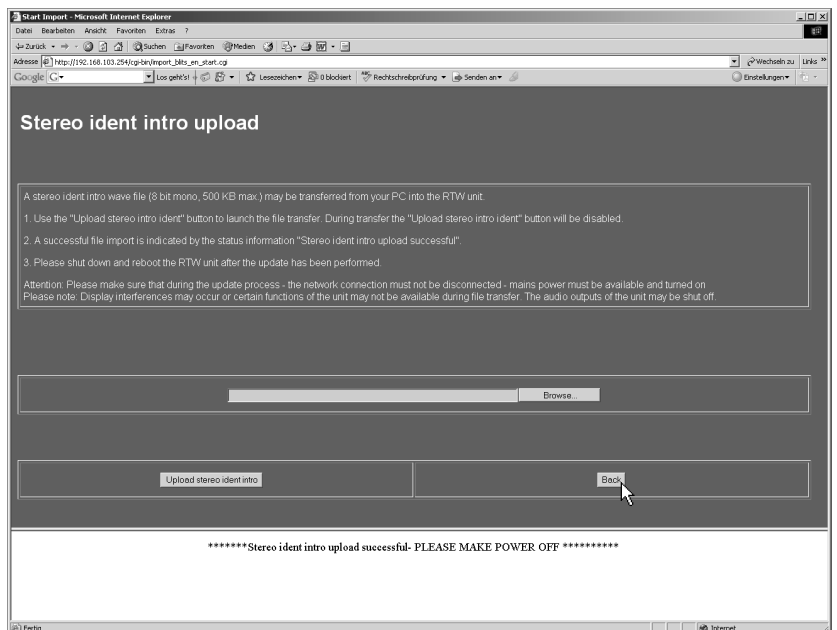 Start Import - Microsoft Internet Explorer
Datei Bearbeiten Ansicht Favoriten Extras ?
Zurück Suchen Favoriten Medien
Adresse http://192.168.103.254/cgi-bin/import_blits_en_start.cgi Wechseln zu Links »
Google G Los geht's! Lesezeichen 0 blockiert Rechtschreibprüfung Senden an Einstellungen
Stereo ident intro upload
A stereo ident intro wave file (8 bit mono, 500 KB max.) may be transferred from your PC into the RTW unit.
1. Use the "Upload stereo intro ident" button to launch the file transfer. During transfer the "Upload stereo intro ident" button will be disabled.
2. A successful file import is indicated by the status information "Stereo ident intro upload successful".
3. Please shut down and reboot the RTW unit after the update has been performed.
Attention: Please make sure that during the update process - the network connection must not be disconnected - mains power must be available and turned on
Please note: Display interferences may occur or certain functions of the unit may not be available during file transfer. The audio outputs of the unit may be shut off.
Browse...
Upload stereo ident intro Back
*******Stereo ident intro upload successful- PLEASE MAKE POWER OFF **********
Fertig Internet